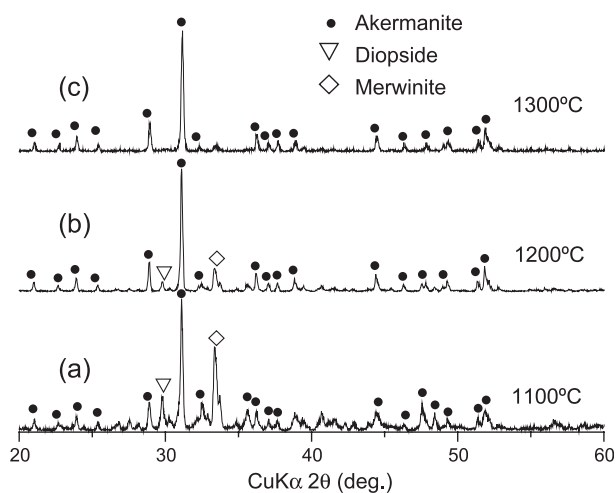 Akermanite
Diopside
Merwinite
(c)
1300ºC
(b)
1200ºC
(a)
1100ºC
20 30 40 50 60
CuKα 2θ (deg.)